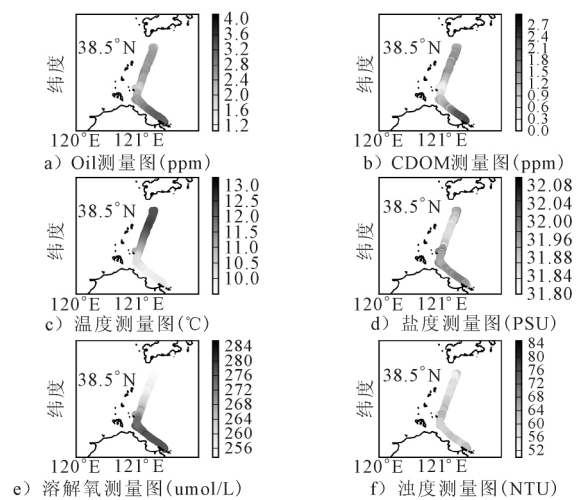 4.0
3.6
3.2
2.8
2.4
2.0
1.6
1.2
38.5°N
纬度
120°E 121°E
a）Oil测量图(ppm)
2.7
2.4
2.1
1.8
1.5
1.2
0.9
0.6
0.3
0.0
38.5°N
纬度
120°E 121°E
b）CDOM测量图(ppm)
13.0
12.5
12.0
11.5
11.0
10.5
10.0
38.5°N
纬度
120°E 121°E
c）温度测量图(℃)
32.08
32.04
32.00
31.96
31.88
31.84
31.80
38.5°N
纬度
120°E 121°E
d）盐度测量图(PSU)
284
280
276
272
268
264
260
256
38.5°N
纬度
e）溶解氧测量图(umol/L)
84
80
76
72
68
64
60
56
52
38.5°N
纬度
f）浊度测量图(NTU)